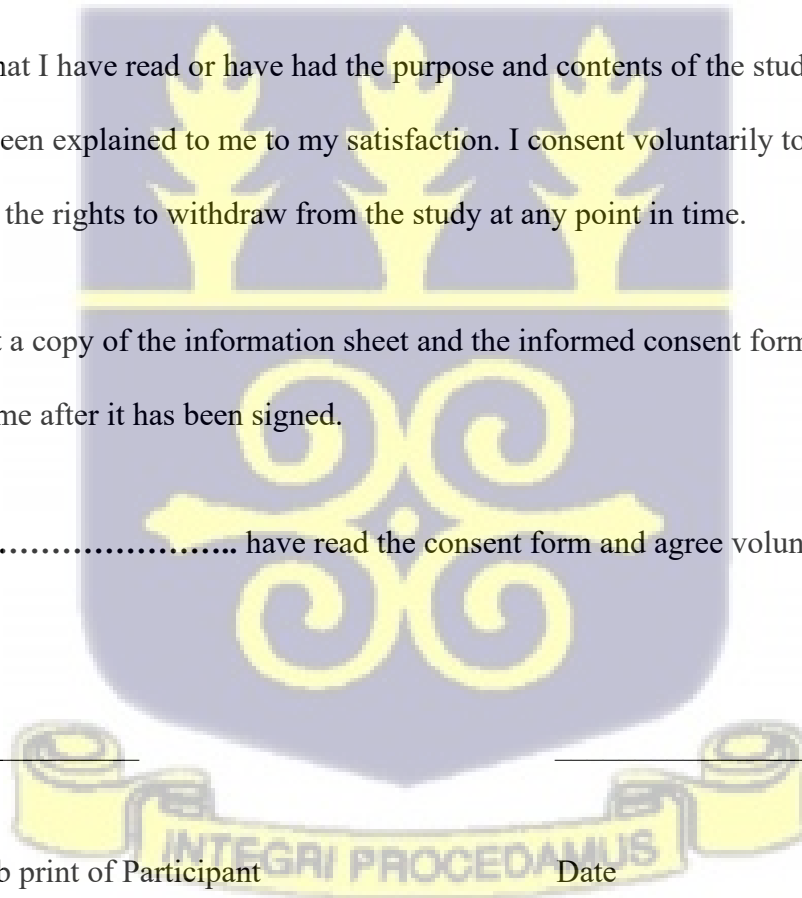 hat I have read or have had the purpose and contents of the stud
een explained to me to my satisfaction. I consent voluntarily to
the rights to withdraw from the study at any point in time.
t a copy of the information sheet and the informed consent form
me after it has been signed.
…………………….. have read the consent form and agree volun
b print of Participant Date
INTEGRI PROCEDAMUS